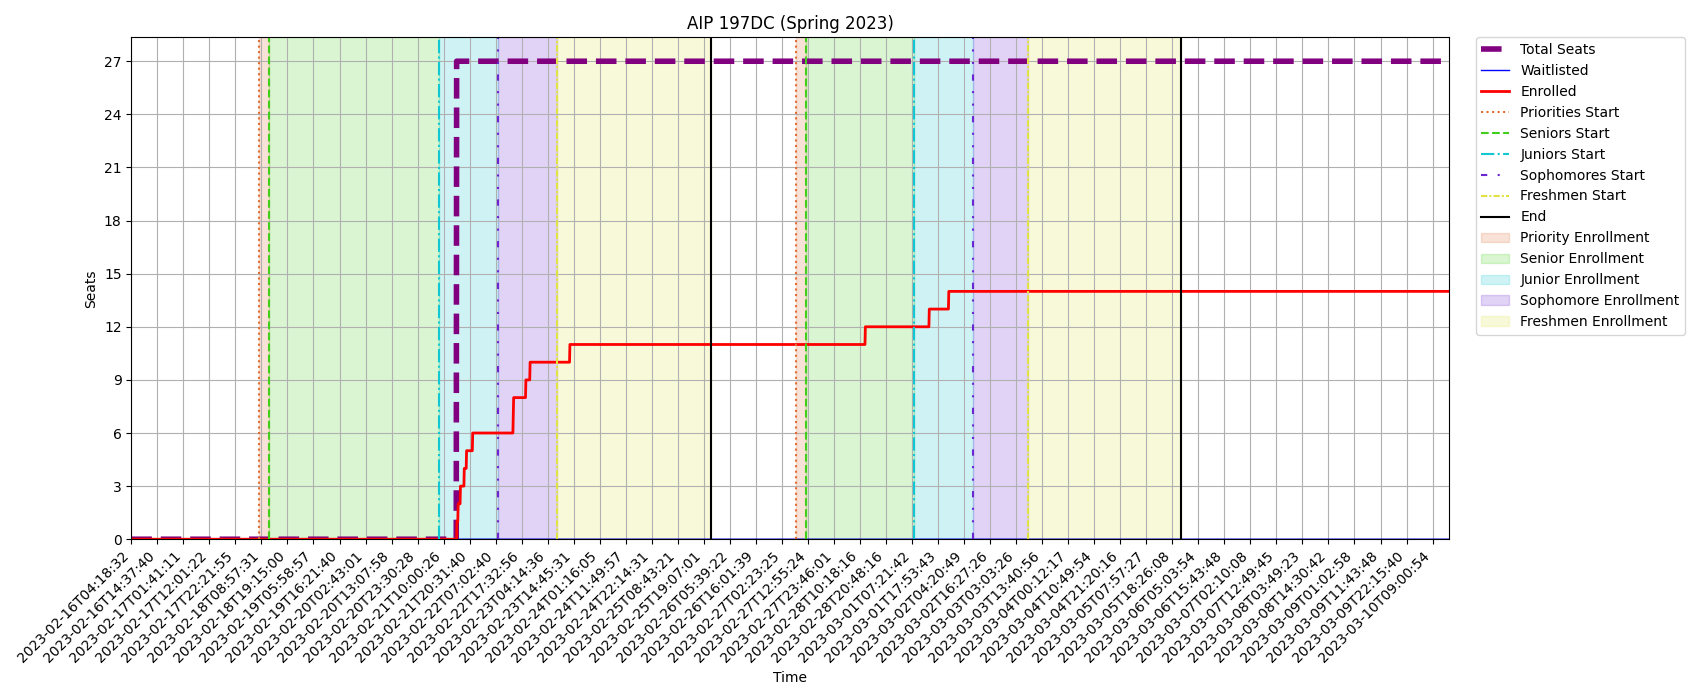 AIP 197DC (Spring 2023)
27
24
21
18
15
12
9
6
3
0
Seats
2023-02-16T04:18:32
2023-02-16T14:37:40
2023-02-17T01:41:11
2023-02-17T12:01:22
2023-02-17T22:21:55
2023-02-18T08:57:31
2023-02-18T19:15:00
2023-02-19T05:58:57
2023-02-19T16:21:40
2023-02-20T02:43:01
2023-02-20T13:07:58
2023-02-20T23:30:28
2023-02-21T10:00:26
2023-02-21T20:31:40
2023-02-22T07:02:40
2023-02-22T17:32:56
2023-02-23T04:14:36
2023-02-23T14:45:31
2023-02-24T01:16:05
2023-02-24T11:49:57
2023-02-24T22:14:31
2023-02-25T08:43:21
2023-02-25T19:07:01
2023-02-26T05:39:22
2023-02-26T16:01:39
2023-02-27T02:23:25
2023-02-27T12:55:24
2023-02-27T23:46:01
2023-02-28T10:18:16
2023-02-28T20:48:16
2023-03-01T07:21:42
2023-03-01T17:53:43
2023-03-02T04:20:49
2023-03-02T16:27:26
2023-03-03T03:03:26
2023-03-03T13:40:56
2023-03-04T00:12:17
2023-03-04T10:49:54
2023-03-04T21:20:16
2023-03-05T07:57:27
2023-03-05T18:26:08
2023-03-06T05:03:54
2023-03-06T15:43:48
2023-03-07T02:10:08
2023-03-07T12:49:45
2023-03-08T03:49:23
2023-03-08T14:30:42
2023-03-09T01:02:58
2023-03-09T11:43:48
2023-03-09T22:15:40
2023-03-10T09:00:54
Time
Total Seats
Waitlisted
Enrolled
Priorities Start
Seniors Start
Juniors Start
Sophomores Start
Freshmen Start
End
Priority Enrollment
Senior Enrollment
Junior Enrollment
Sophomore Enrollment
Freshmen Enrollment